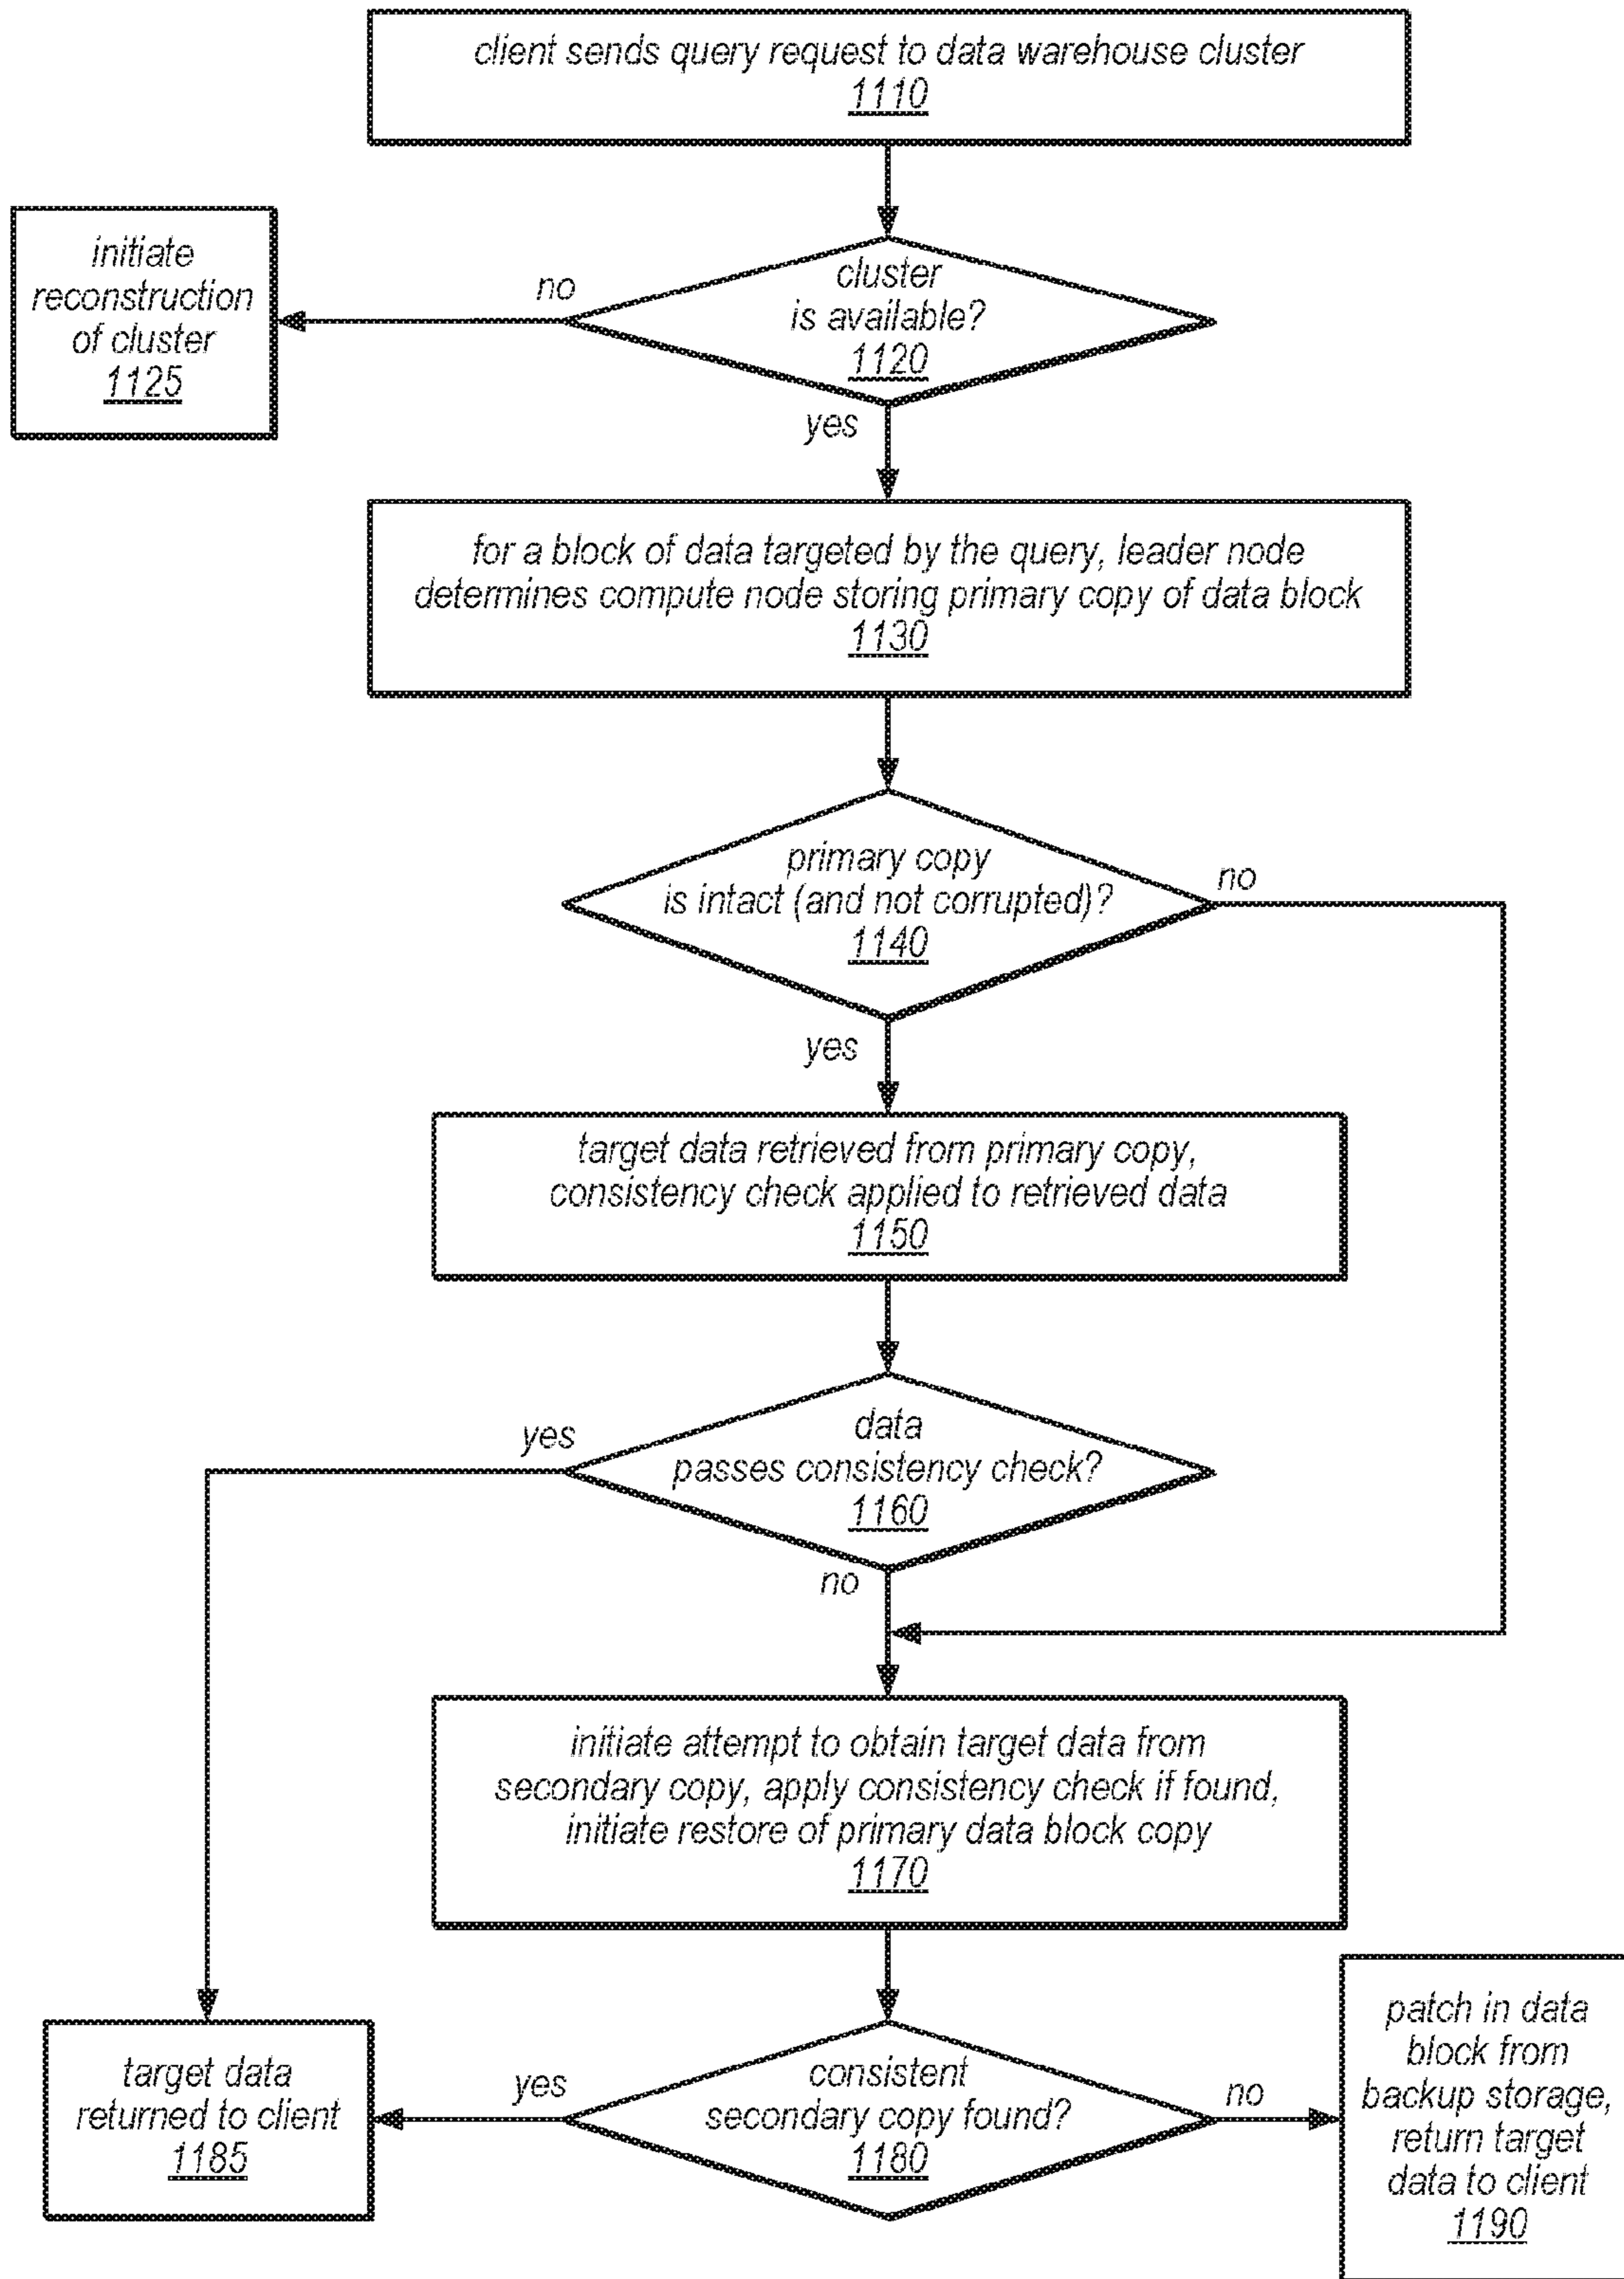 client sends query request to data warehouse cluster
1110
initiate
reconstruction
of cluster
1125
no
cluster
is available?
1120
yes
for a block of data targeted by the query, leader node
determines compute node storing primary copy of data block
1130
primary copy
is intact (and not corrupted)?
1140
no
yes
target data retrieved from primary copy,
consistency check applied to retrieved data
1150
yes
data
passes consistency check?
1160
no
initiate attempt to obtain target data from
secondary copy, apply consistency check if found,
initiate restore of primary data block copy
1170
target data
returned to client
1185
yes
consistent
secondary copy found?
1180
no
patch in data
block from
backup storage,
return target
data to client
1190